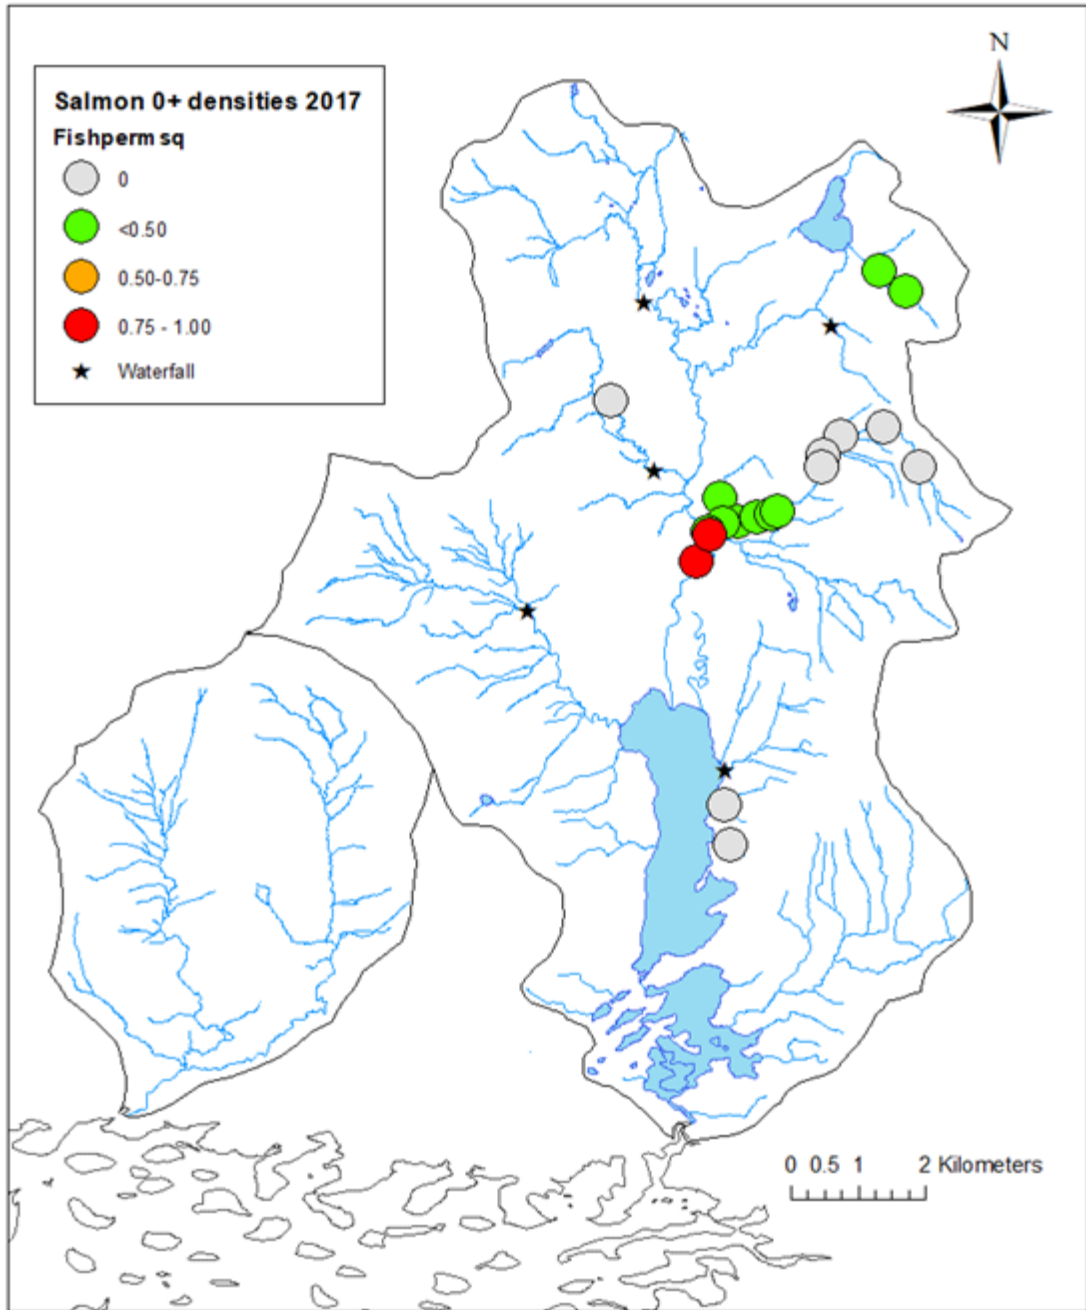 N
Salmon 0+ densities 2017
Fishperm sq
0
<0.50
0.50-0.75
0.75 - 1.00
Waterfall
0 0.5 1 2 Kilometers